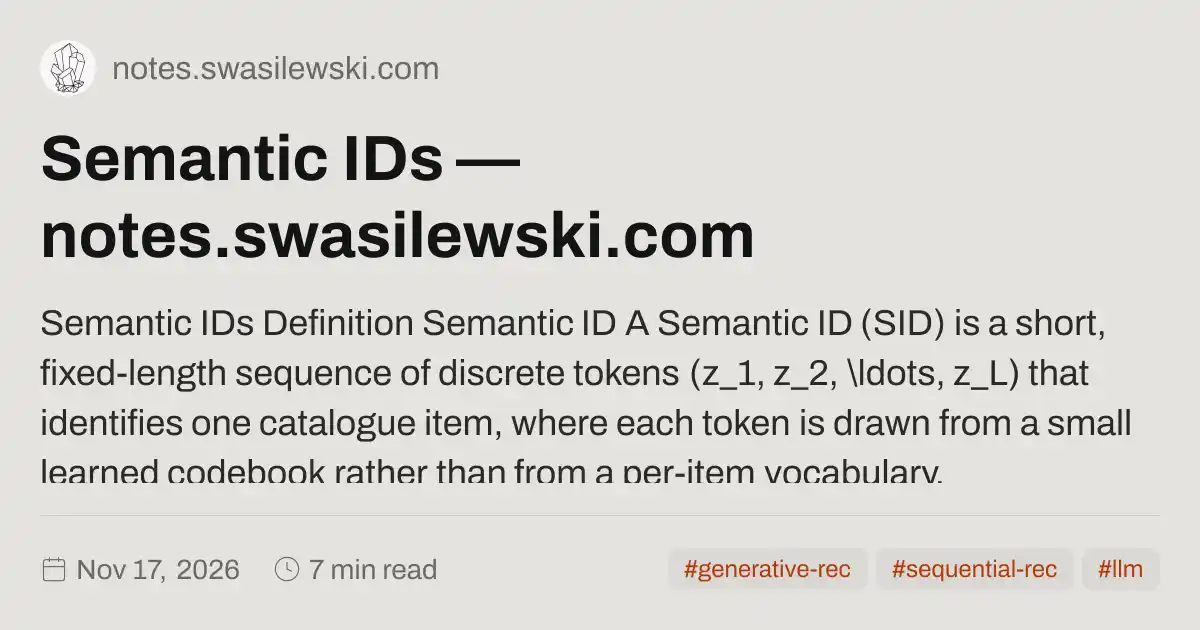 notes.swasilewski.com
Semantic IDs —
notes.swasilewski.com
Semantic IDs Definition Semantic ID A Semantic ID (SID) is a short,
fixed-length sequence of discrete tokens (z_1, z_2, \ldots, z_L) that
identifies one catalogue item, where each token is drawn from a small
learned codebook rather than from a per-item vocabulary.
Nov 17, 2026
7 min read
#generative-rec
#sequential-rec
#llm